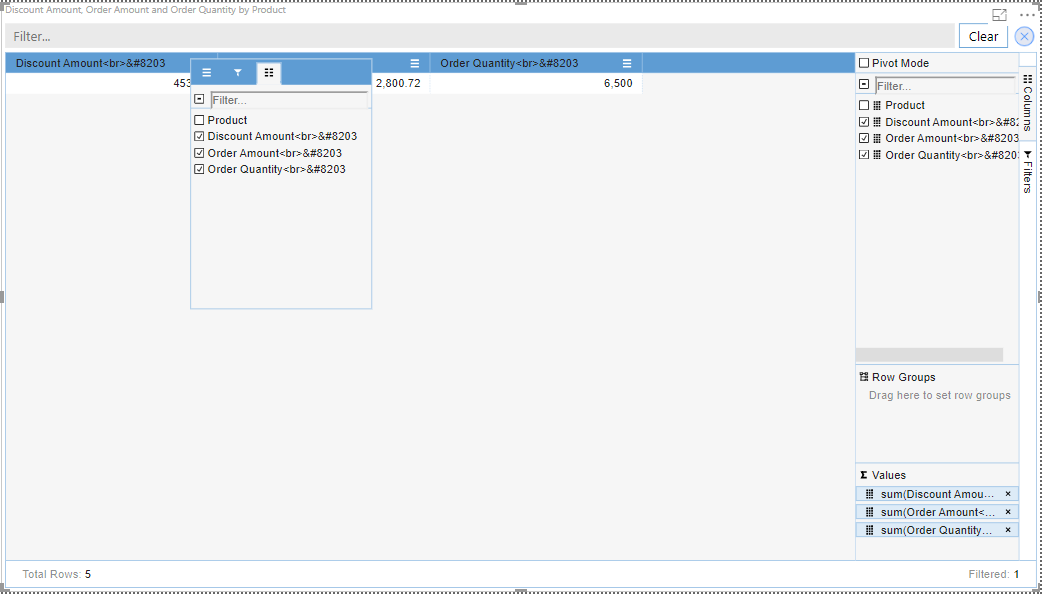 Discount Amount, Order Amount and Order Quantity by Product
Filter...
Clear
Discount Amount<br>&#8203
Order Quantity<br>&#8203
453
2,800.72
6,500
Filter...
Product
Discount Amount<br>&#8203
Order Amount<br>&#8203
Order Quantity<br>&#8203
Pivot Mode
Filter...
Product
Discount Amount<br>&#82
Order Amount<br>&#8203
Order Quantity<br>&#820
Columns
Filters
Row Groups
Drag here to set row groups
Values
sum(Discount Amou...
sum(Order Amount<...
sum(Order Quantity...
Total Rows: 5
Filtered: 1